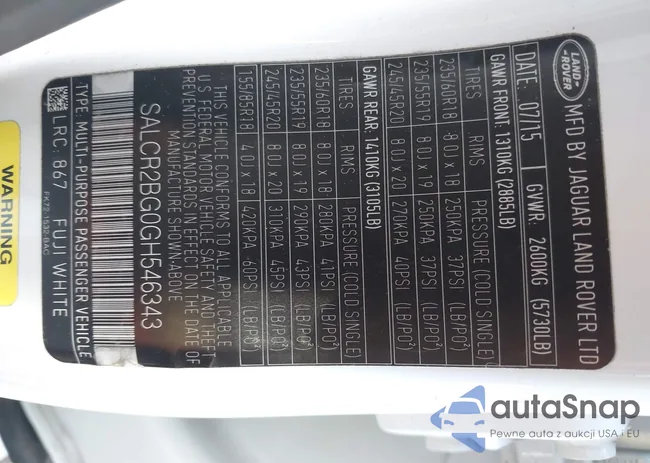 LAND ROVER
MFD BY JAGUAR LAND ROVER LTD
DATE: 07/15 GVWR: 2600KG (5730LB)
GAWR FRONT: 1310KG (2885LB)
TIRES RIMS PRESSURE (COLD SINGLE)
235/60R18 8.0J x 18 250KPA 37PSI (LB/PO²)
235/55R19 8.0J x 19 250KPA 37PSI (LB/PO²)
245/45R20 8.0J x 20 270KPA 40PSI (LB/PO²)
GAWR REAR: 1410KG (3105LB)
TIRES RIMS PRESSURE (COLD SINGLE)
235/60R18 8.0J x 18 280KPA 41PSI (LB/PO²)
235/55R19 8.0J x 19 290KPA 43PSI (LB/PO²)
245/45R20 8.0J x 20 310KPA 45PSI (LB/PO²)
155/85R18 4.0J x 18 420KPA 60PSI (LB/PO²)
THIS VEHICLE CONFORMS TO ALL APPLICABLE
U S FEDERAL MOTOR VEHICLE SAFETY AND THEFT
PREVENTION STANDARDS IN EFFECT ON THE DATE OF
MANUFACTURE SHOWN ABOVE
SALCR2BG0GH546343
TYPE: MULTI-PURPOSE PASSENGER VEHICLE
LRC: 867 FUJI WHITE
FK72-1532-BAC
WARNING
autaSnap
Pewne auta z aukcji USA i EU